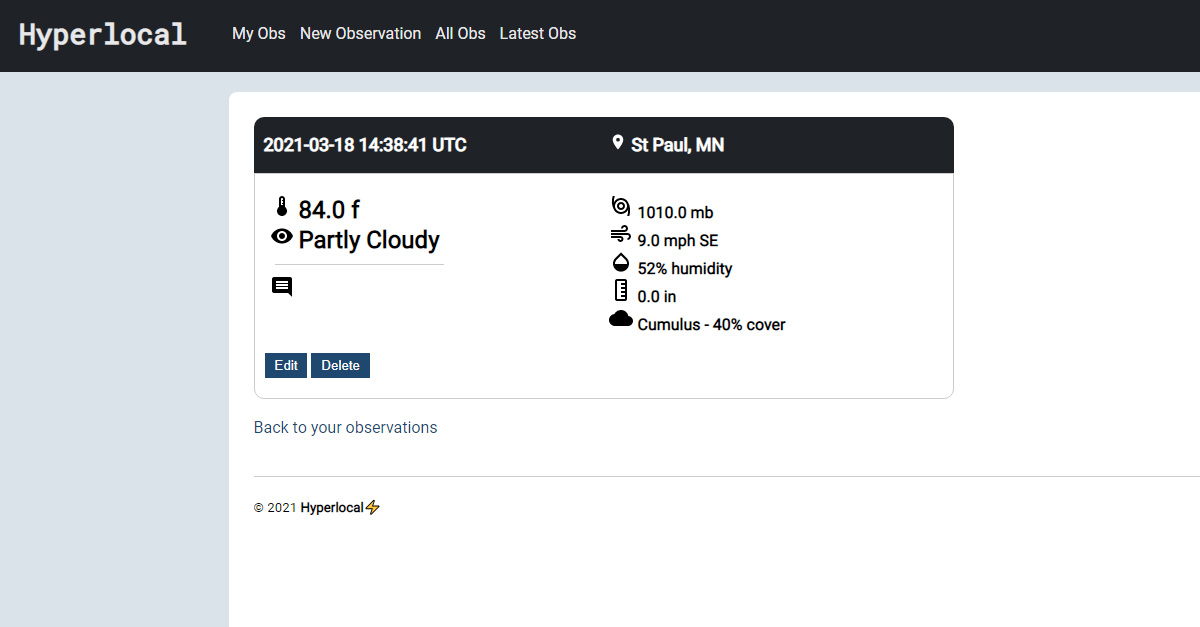 Hyperlocal
My Obs New Observation All Obs Latest Obs
2021-03-18 14:38:41 UTC
St Paul, MN
84.0 f
Partly Cloudy
1010.0 mb
9.0 mph SE
52% humidity
0.0 in
Cumulus - 40% cover
Edit Delete
Back to your observations
© 2021 Hyperlocal⚡